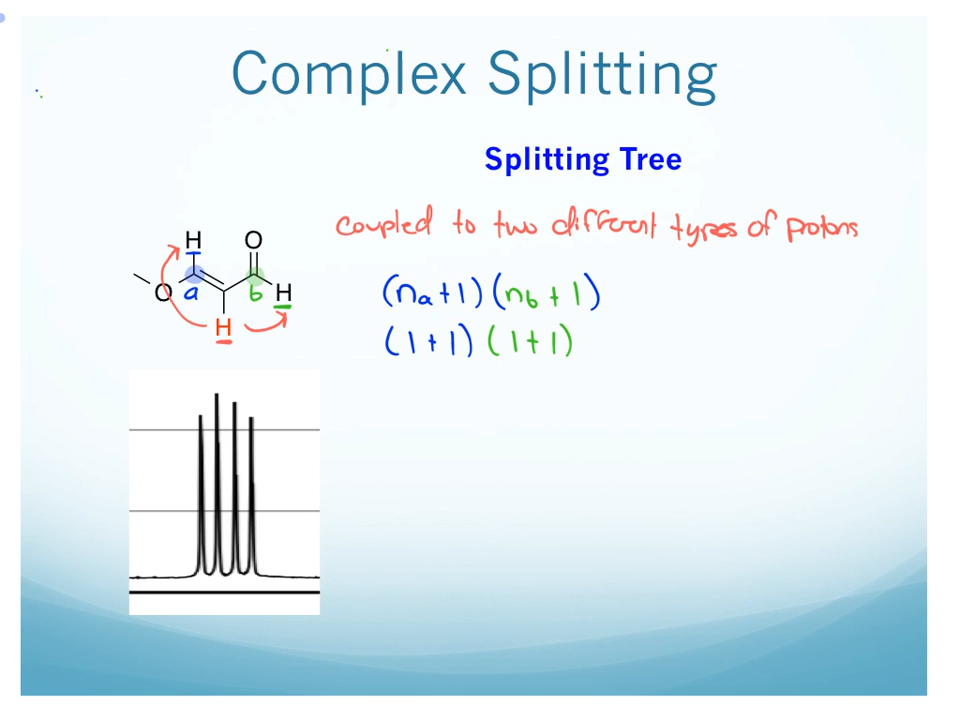 Complex Splitting
Splitting Tree
Coupled to two different types of protons
H O
O a b H
H
(na+1)(nb+1)
(1+1)(1+1)